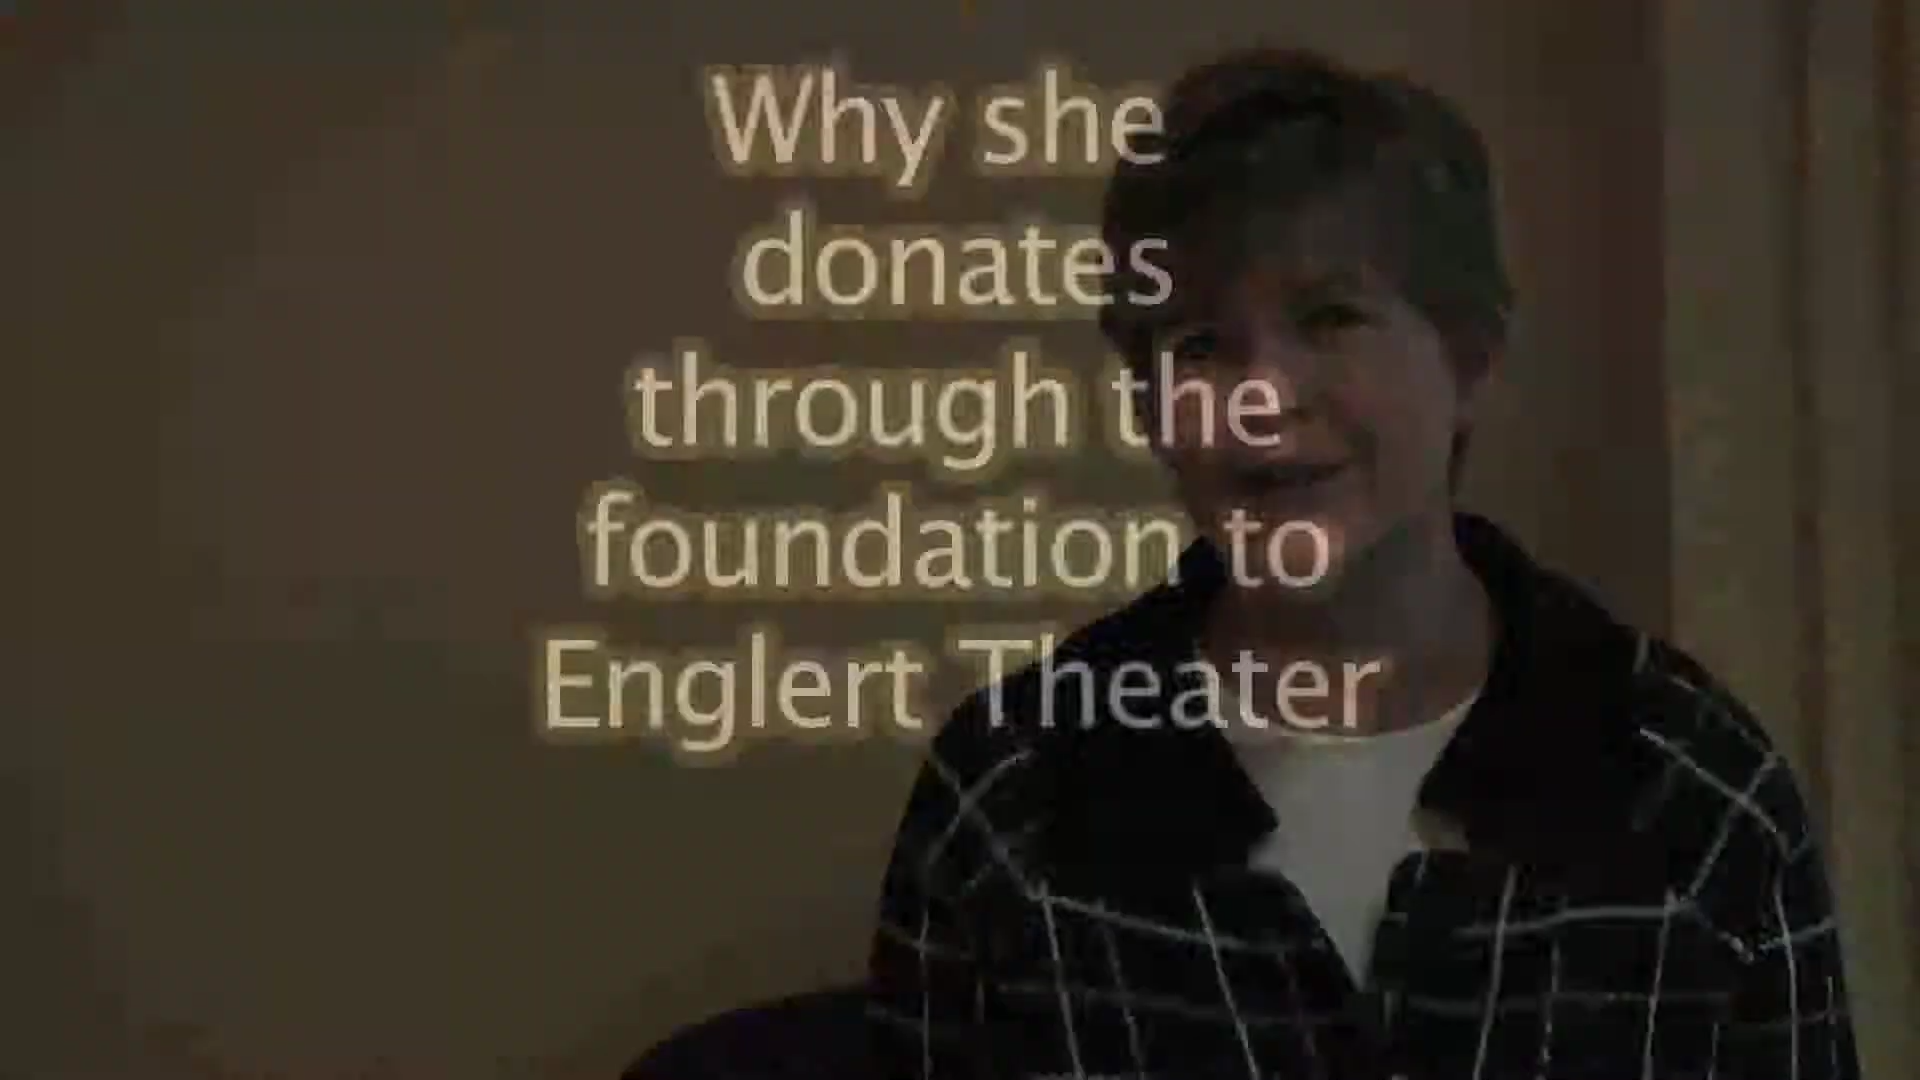 Why she
donates
through the
foundation to
Englert Theater